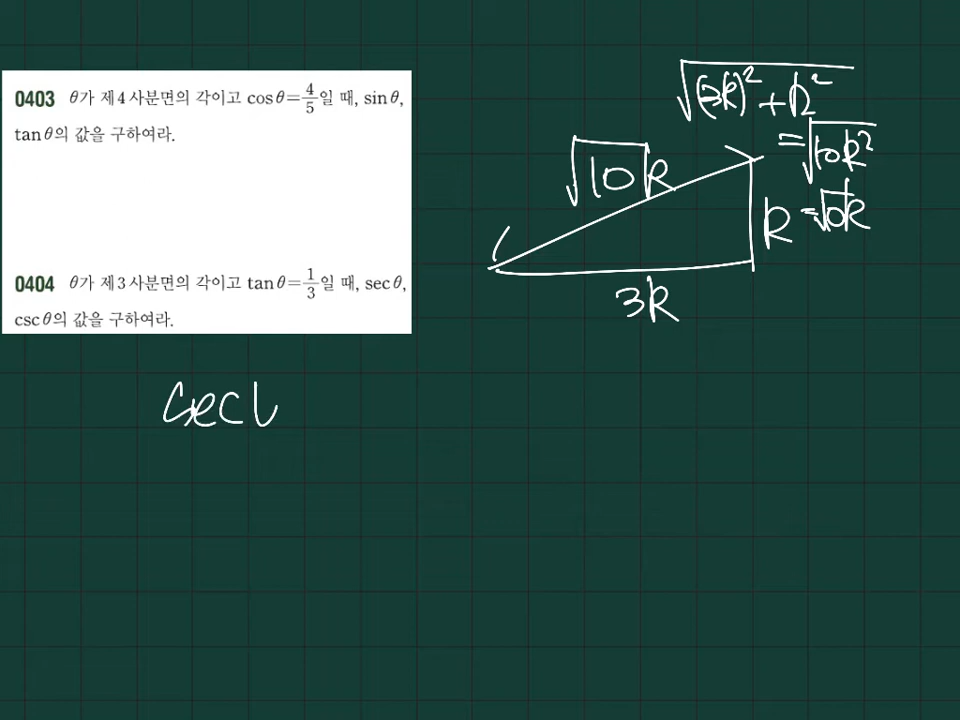 0403 θ가 제4사분면의 각이고 cosθ=4/5일 때, sinθ,
tanθ의 값을 구하여라.
0404 θ가 제3사분면의 각이고 tanθ=1/3일 때, secθ,
cscθ의 값을 구하여라.
√(3k)²+k²
=√10k²
=√10k
√10k
k
3k
sec